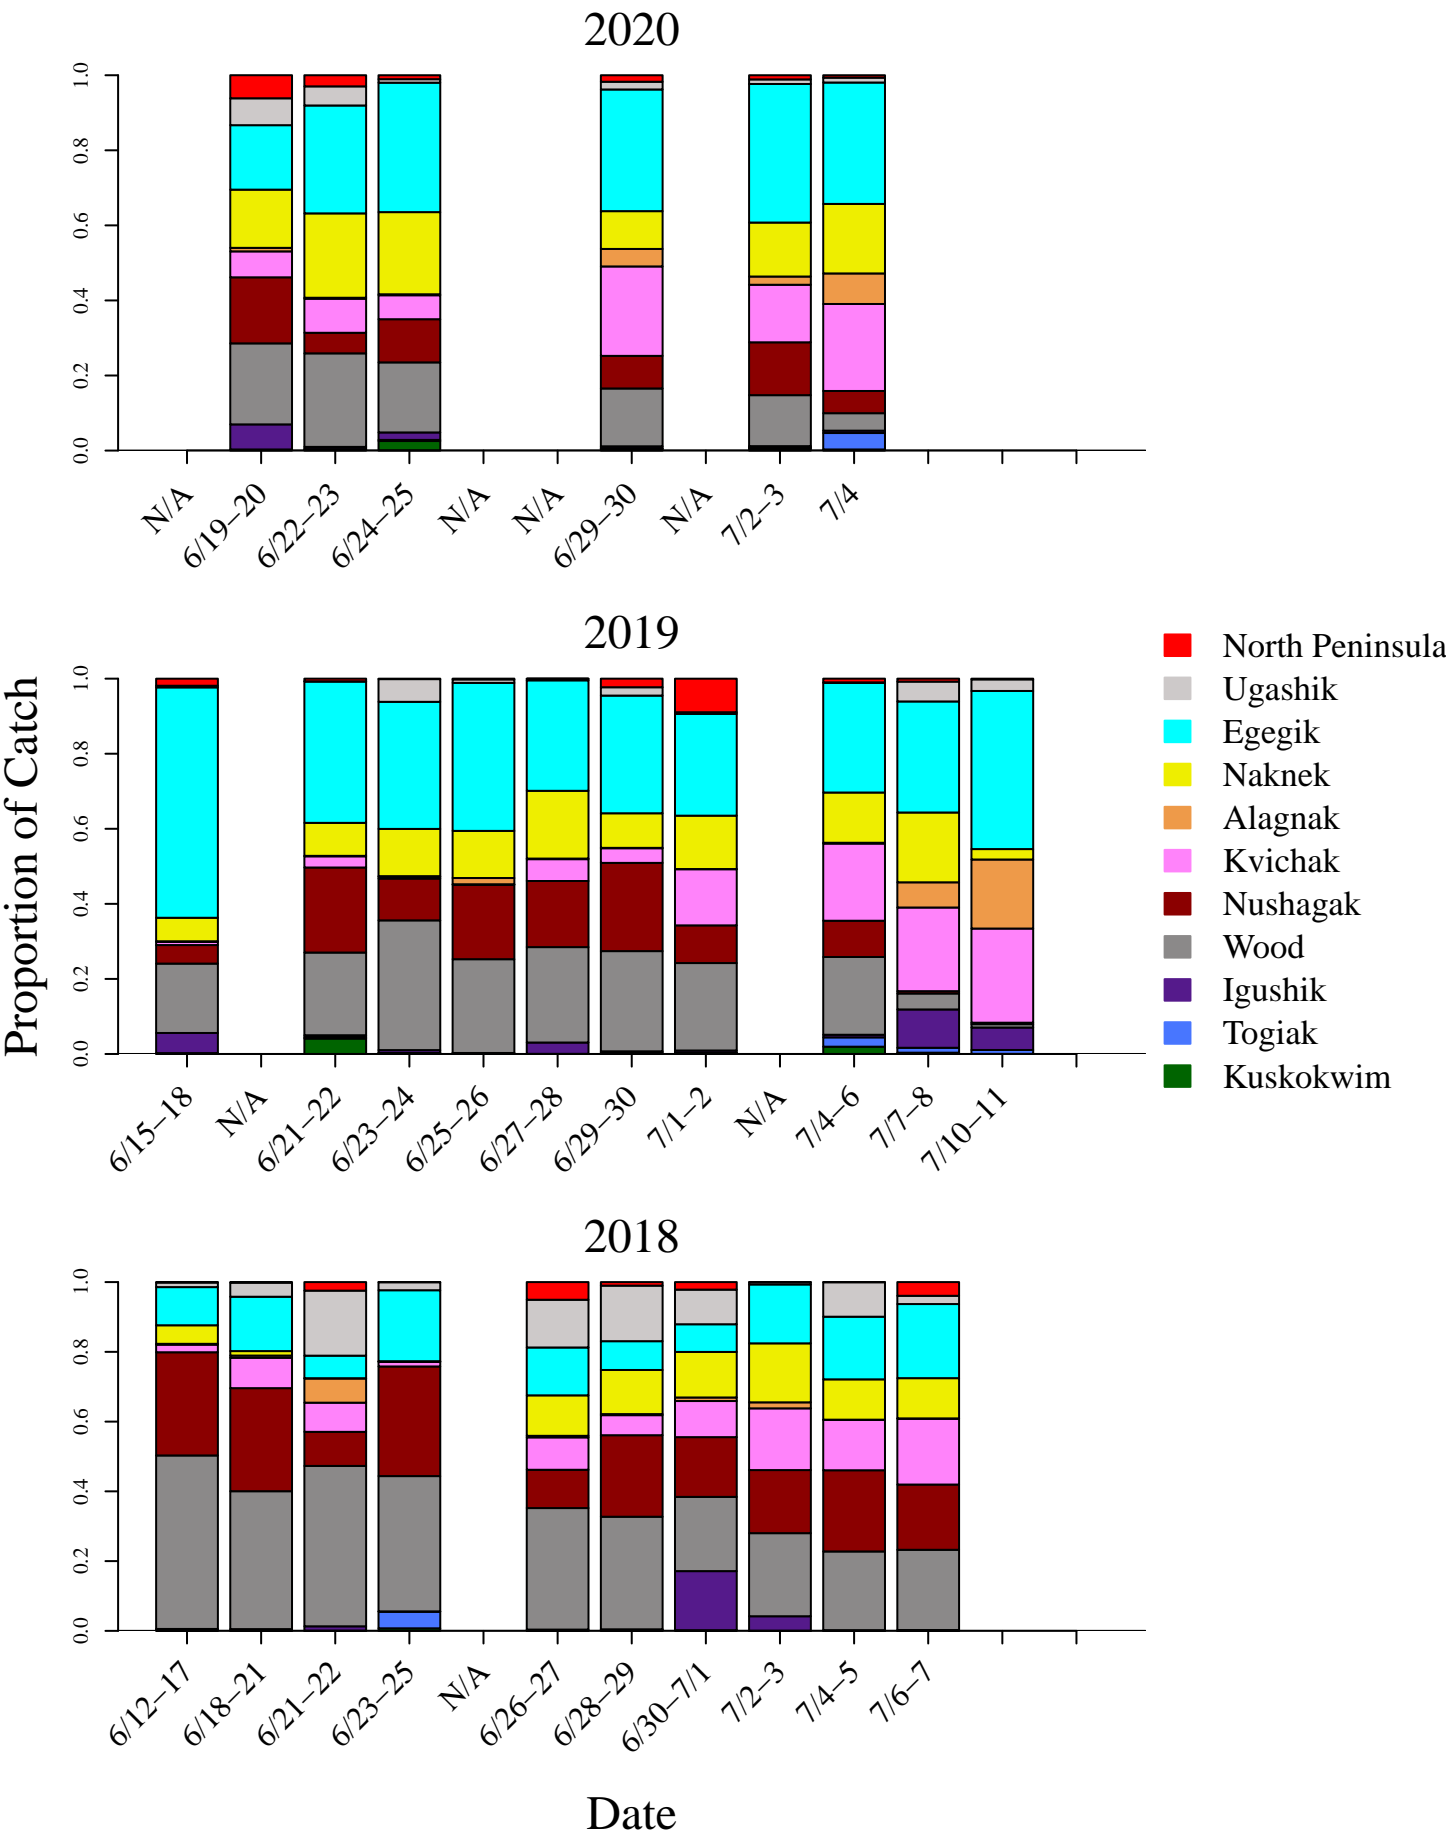 2020
1.0
0.8
0.6
0.4
0.2
0.0
N/A 6/19–20 6/22–23 6/24–25 N/A N/A 6/29–30 N/A 7/2–3 7/4
Proportion of Catch
2019
1.0
0.8
0.6
0.4
0.2
0.0
6/15–18 N/A 6/21–22 6/23–24 6/25–26 6/27–28 6/29–30 7/1–2 N/A 7/4–6 7/7–8 7/10–11
North Peninsula
Ugashik
Egegik
Naknek
Alagnak
Kvichak
Nushagak
Wood
Igushik
Togiak
Kuskokwim
2018
1.0
0.8
0.6
0.4
0.2
0.0
6/12–17 6/18–21 6/21–22 6/23–25 N/A 6/26–27 6/28–29 6/30–7/1 7/2–3 7/4–5 7/6–7
Date